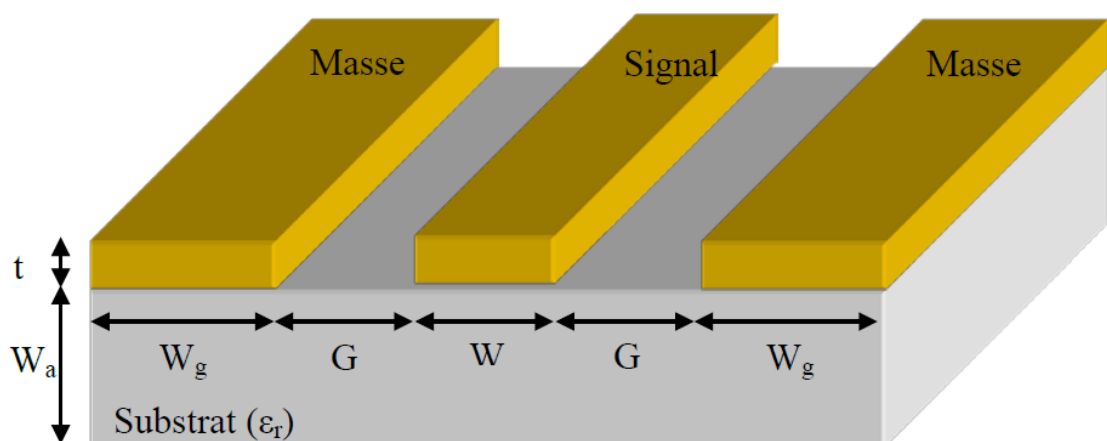 Masse Signal Masse
t
W_a
W_g G W G W_g
Substrat (ε_r)